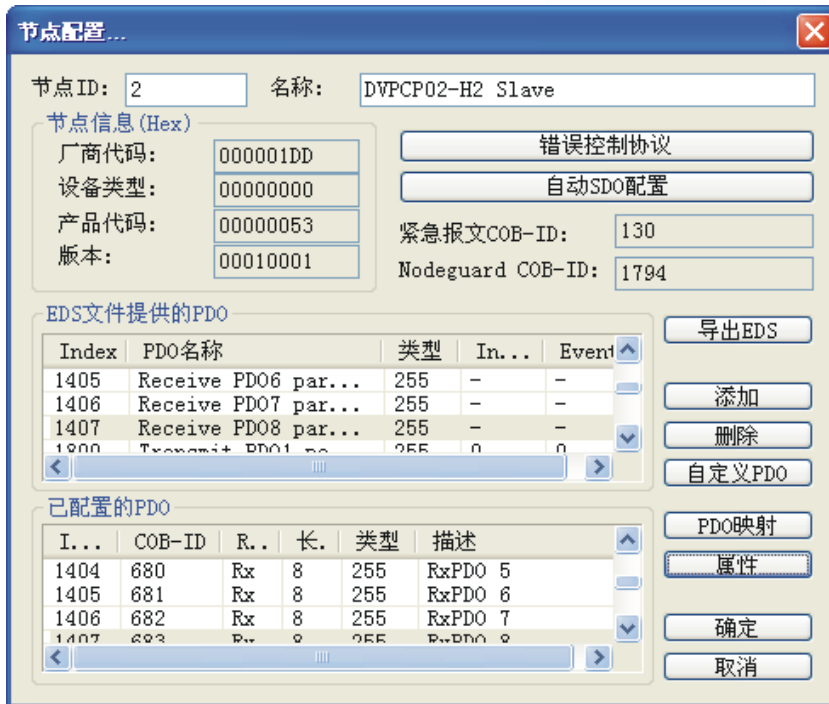 节点配置...
节点ID: 2 名称: DVPCP02-H2 Slave
节点信息(Hex)
厂商代码: 000001DD
设备类型: 00000000
产品代码: 00000053
版本: 00010001
错误控制协议
自动SDO配置
紧急报文COB-ID: 130
Nodeguard COB-ID: 1794
EDS文件提供的PDO
Index PDO名称 类型 In... Event
1405 Receive PDO6 par... 255 - -
1406 Receive PDO7 par... 255 - -
1407 Receive PDO8 par... 255 - -
导出EDS
添加
删除
自定义PDO
已配置的PDO
I... COB-ID R.. 长. 类型 描述
1404 680 Rx 8 255 RxPDO 5
1405 681 Rx 8 255 RxPDO 6
1406 682 Rx 8 255 RxPDO 7
1407 683 Rx 8 255 RxPDO 8
PDO映射
属性
确定
取消